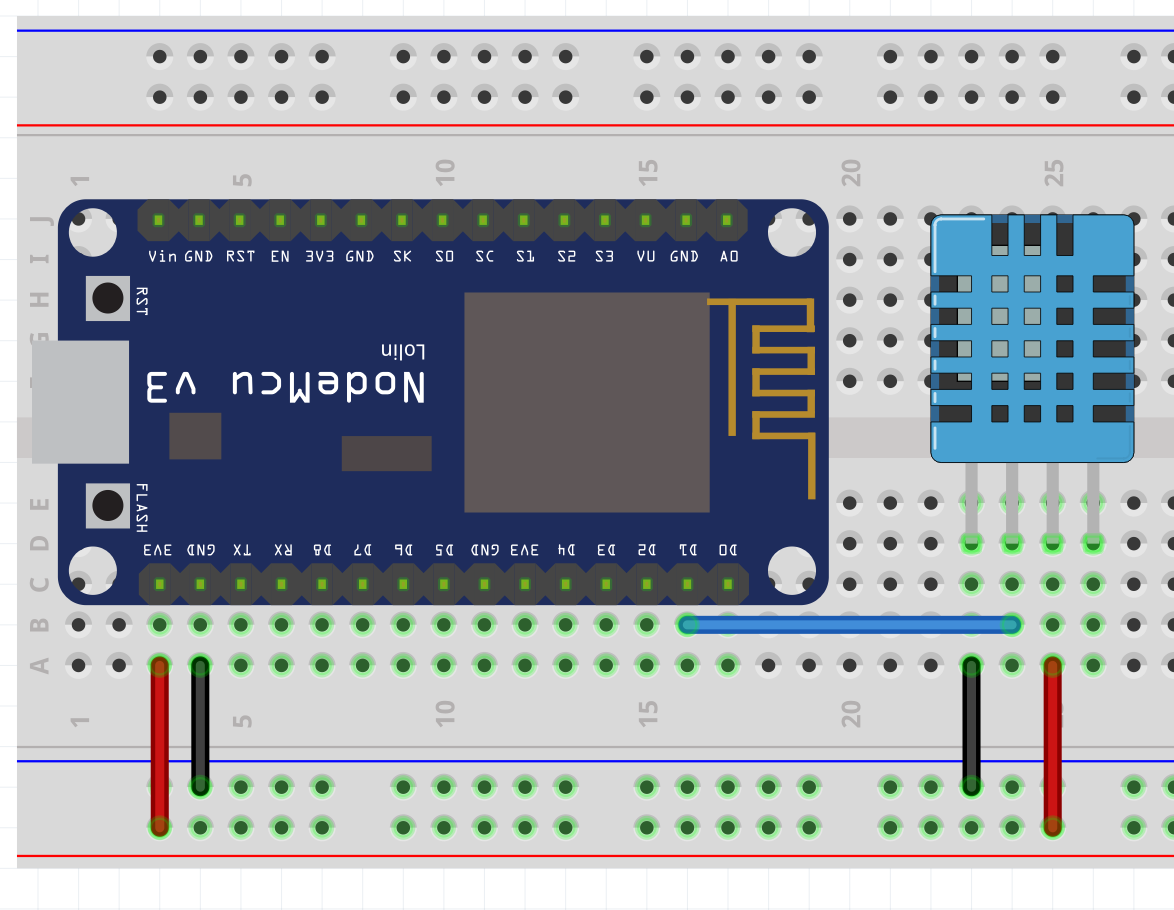 1 5 10 15 20 25
J
Vin GND RST EN 3V3 GND SK S0 SC S1 S2 S3 VU GND A0
I
H
RST
G
Lolin
NodeMcu v3
FLASH
E
D
3V3 GND TX RX D8 D7 D6 D5 GND 3V3 D4 D3 D2 D1 D0
C
B
A
1 5 10 15 20